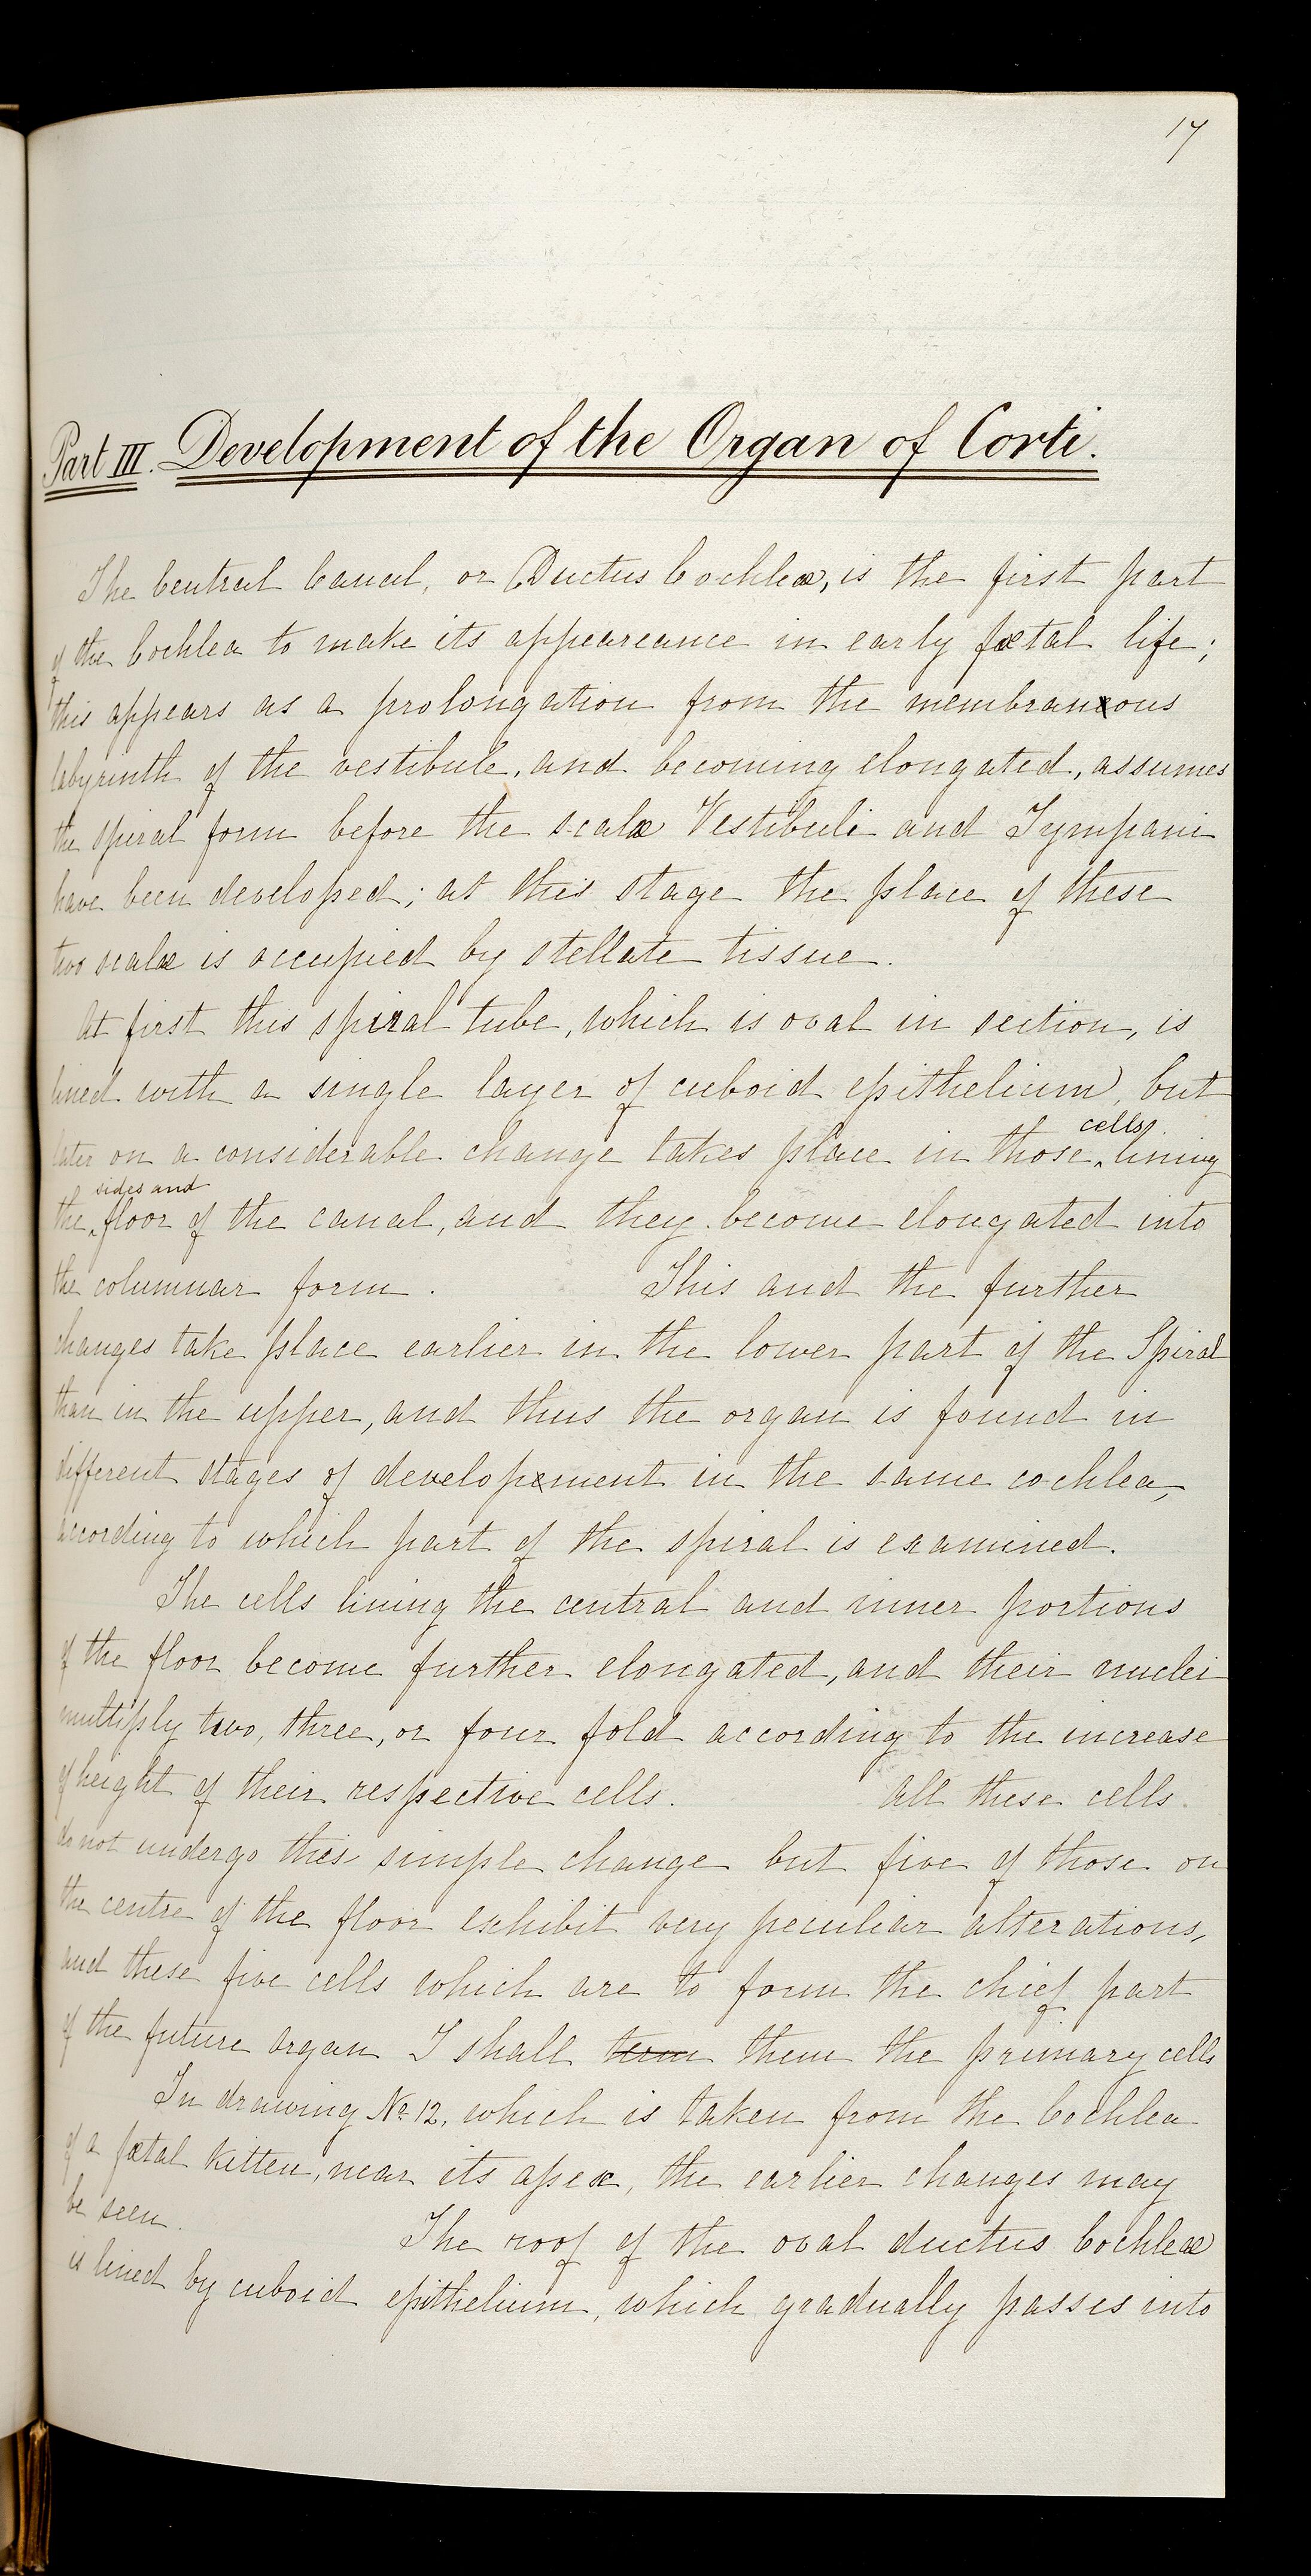 17
Part III. Development of the Organ of Corti.
The Central Canal, or Ductus Cochleæ, is the first part
of the Cochlea to make its appeareance in early fœtal life;
this appears as a prolongation from the membraneous
labyrinth of the vestibule, and becoming elongated, assumes
the spiral form before the scalæ Vestibuli and Tympani
have been developed; at this stage the place of these
two scalæ is occupied by stellate tissue.
At first this spiral tube, which is oval in section, is
lined with a single layer of cuboid epithelium, but
cells
later on a considerable change takes place in those ‸ lining
sides and
the ‸ floor of the canal, and they become elongated into
the columnar form. This and the further
changes take place earlier in the lower part of the Spiral
than in the upper, and thus the organ is found in
different stages of developement in the same cochlea,
according to which part of the spiral is examined.
The cells lining the central and inner portions
of the floor become further elongated, and their nuclei
multiply two, three, or four fold according to the increase
of height of their respective cells. All these cells
do not undergo this simple change but five of those on
the centre of the floor exhibit very peculiar alterations,
and these five cells which are to form the chief part
of the future organ I shall term them the primary cells
In drawing No 12, which is taken from the Cochlea
of a fœtal kitten, near its apex, the earlier changes may
be seen. The roof of the oval ductus Cochleæ
is lined by cuboid epithelium, which gradually passes into